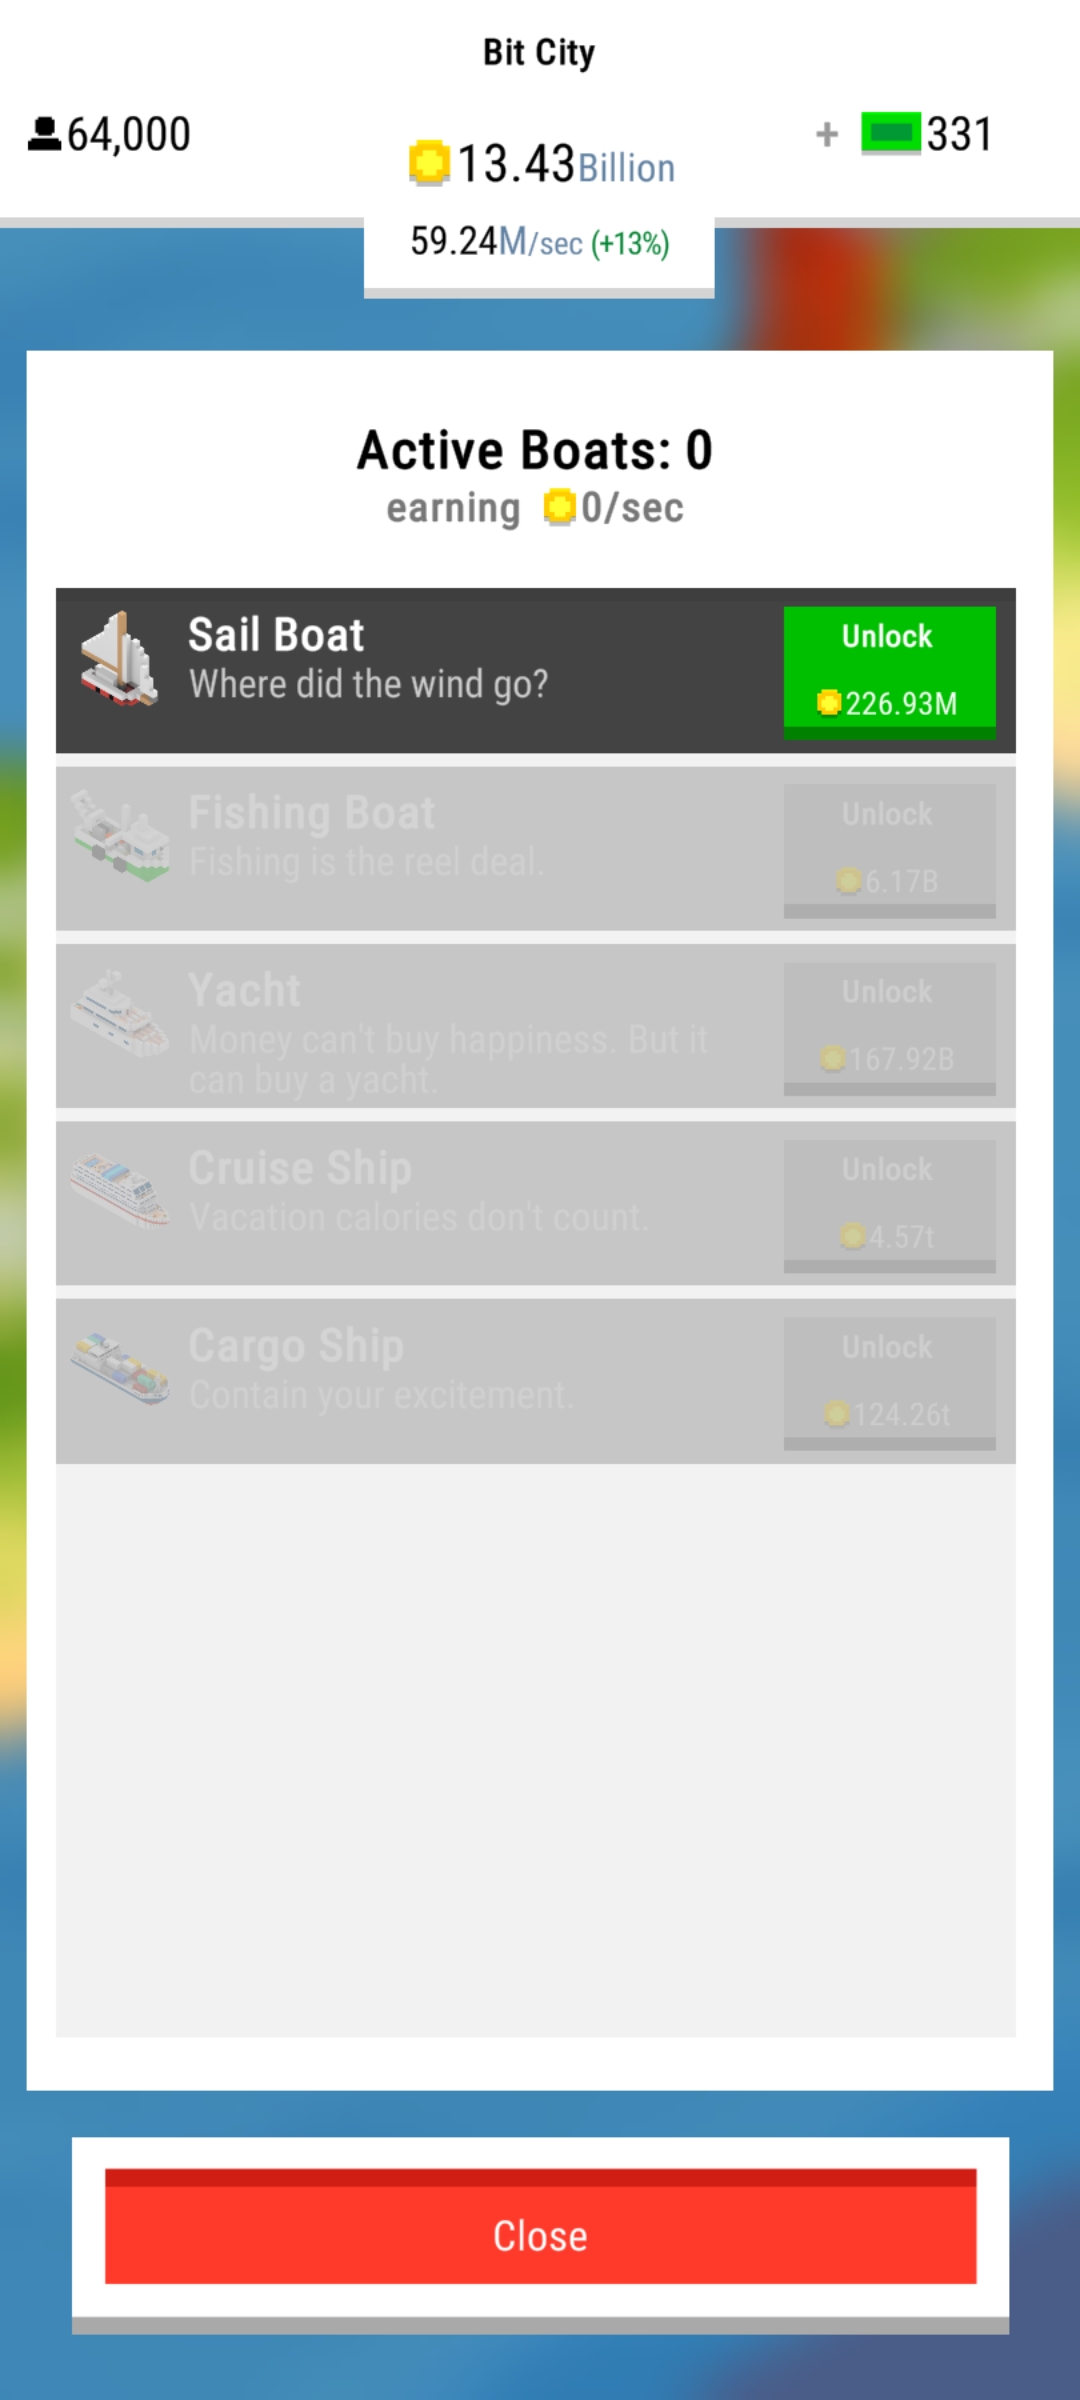 Bit City
64,000
13.43Billion
+ 331
59.24M/sec (+13%)
Active Boats: 0
earning 0/sec
Sail Boat
Where did the wind go?
Unlock
226.93M
Fishing Boat
Fishing is the reel deal.
Unlock
6.17B
Yacht
Money can't buy happiness. But it
can buy a yacht.
Unlock
167.92B
Cruise Ship
Vacation calories don't count.
Unlock
4.57t
Cargo Ship
Contain your excitement.
Unlock
124.26t
Close